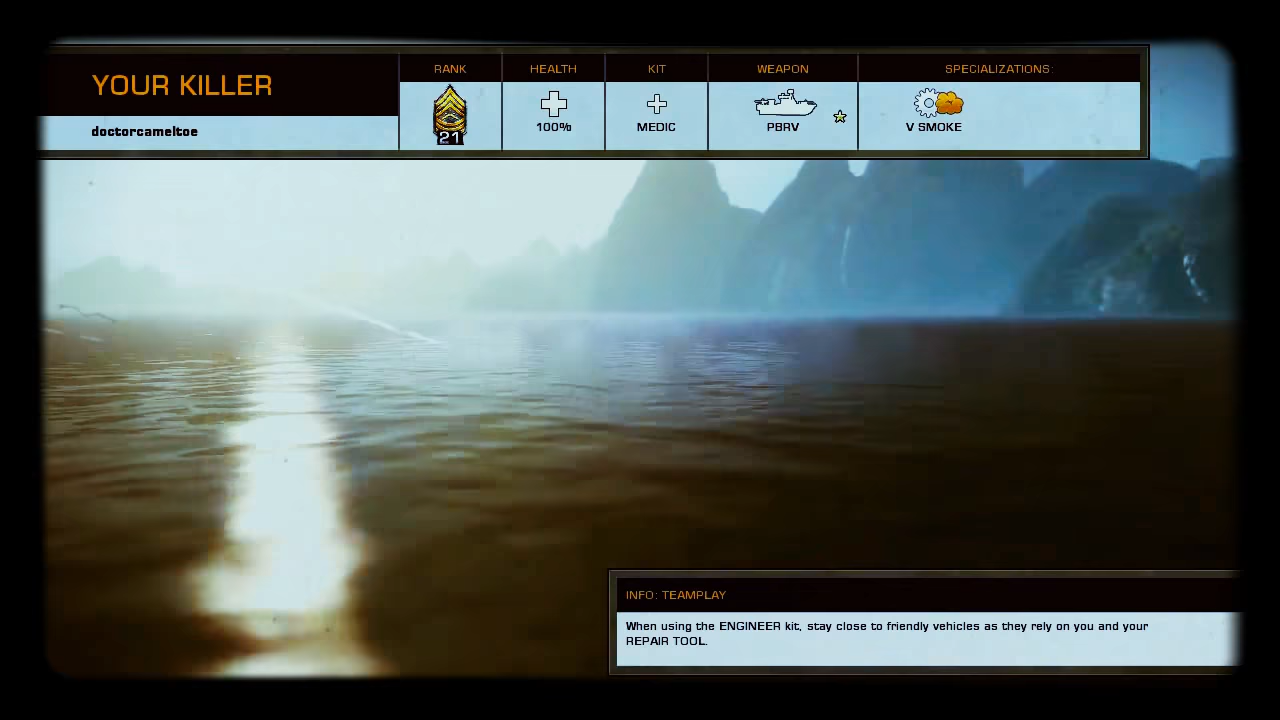 YOUR KILLER
doctorcameltoe
RANK
21
HEALTH
100%
KIT
MEDIC
WEAPON
PBRV
SPECIALIZATIONS:
V SMOKE
INFO: TEAMPLAY
When using the ENGINEER kit, stay close to friendly vehicles as they rely on you and your
REPAIR TOOL.